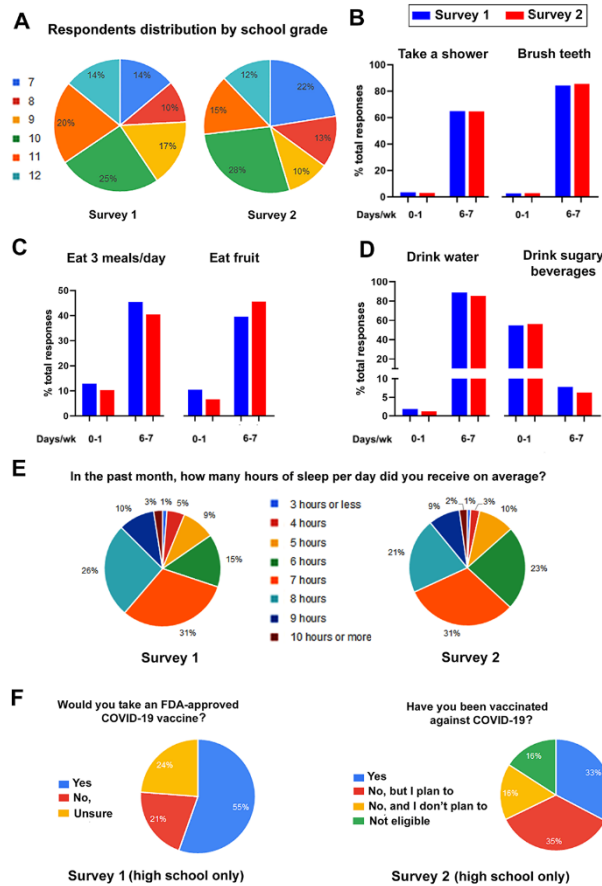 A
Respondents distribution by school grade
7
8
9
10
11
12
14%
14%
10%
17%
25%
20%
Survey 1
12%
22%
13%
10%
28%
15%
Survey 2
B
Survey 1
Survey 2
Take a shower
Brush teeth
% total responses
100
80
60
40
20
0
Days/wk
0-1
6-7
0-1
6-7
C
Eat 3 meals/day
Eat fruit
% total responses
50
40
30
20
10
0
Days/wk
0-1
6-7
0-1
6-7
D
Drink water
Drink sugary
beverages
% total responses
100
80
60
40
20
10
5
0
Days/wk
0-1
6-7
0-1
6-7
E
In the past month, how many hours of sleep per day did you receive on average?
3%
1%
5%
9%
15%
31%
26%
10%
Survey 1
3 hours or less
4 hours
5 hours
6 hours
7 hours
8 hours
9 hours
10 hours or more
2%
1%
3%
10%
23%
31%
21%
9%
Survey 2
F
Would you take an FDA-approved
COVID-19 vaccine?
Yes
No,
Unsure
24%
55%
21%
Survey 1 (high school only)
Have you been vaccinated
against COVID-19?
Yes
No, but I plan to
No, and I don't plan to
Not eligible
16%
33%
16%
35%
Survey 2 (high school only)